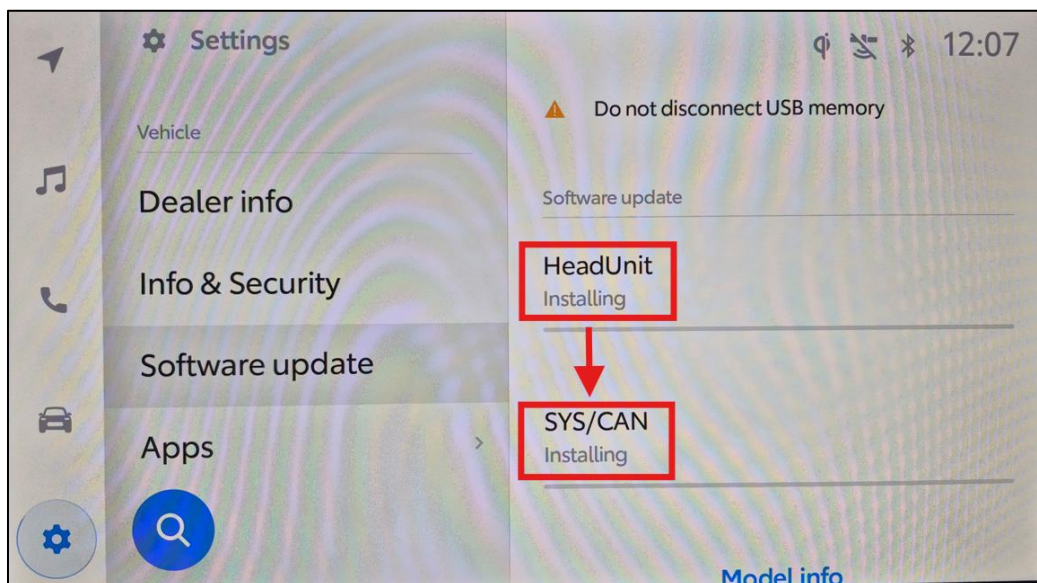 Settings
12:07
Vehicle
Dealer info
Info & Security
Software update
Apps
Do not disconnect USB memory
Software update
HeadUnit
Installing
SYS/CAN
Installing
Model info